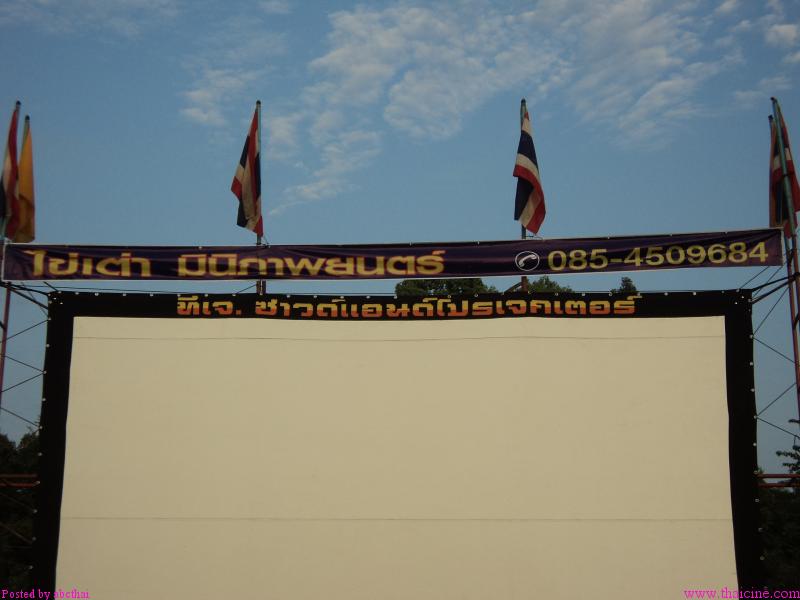 ไข่เต่า มินิภาพยนตร์ 085-4509684
ทีเจ. ซาวด์แอนด์โปรเจคเตอร์
Posted by abcthai
www.thaicine.com